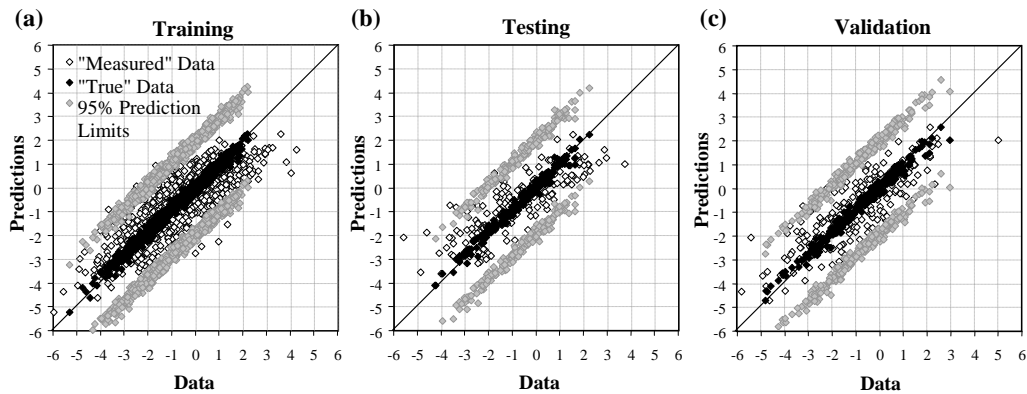 (a)
Training
6
5
4
3
2
1
0
-1
-2
-3
-4
-5
-6
Predictions
"Measured" Data
"True" Data
95% Prediction
Limits
-6 -5 -4 -3 -2 -1 0 1 2 3 4 5 6
Data
(b)
Testing
6
5
4
3
2
1
0
-1
-2
-3
-4
-5
-6
Predictions
-6 -5 -4 -3 -2 -1 0 1 2 3 4 5 6
Data
(c)
Validation
6
5
4
3
2
1
0
-1
-2
-3
-4
-5
-6
Predictions
-6 -5 -4 -3 -2 -1 0 1 2 3 4 5 6
Data